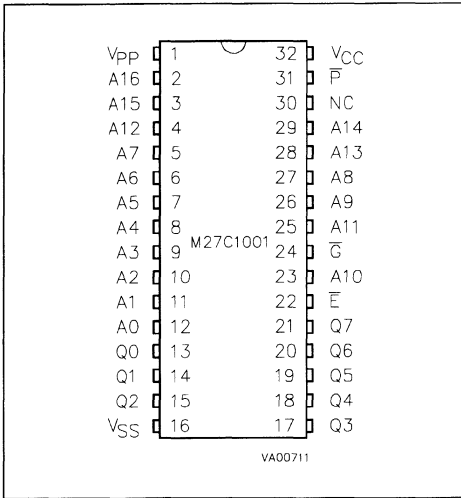 VPP 1 32 VCC
A16 2 31 P̅
A15 3 30 NC
A12 4 29 A14
A7 5 28 A13
A6 6 27 A8
A5 7 26 A9
A4 8 25 A11
M27C1001
A3 9 24 G̅
A2 10 23 A10
A1 11 22 E̅
A0 12 21 Q7
Q0 13 20 Q6
Q1 14 19 Q5
Q2 15 18 Q4
VSS 16 17 Q3
VA00711